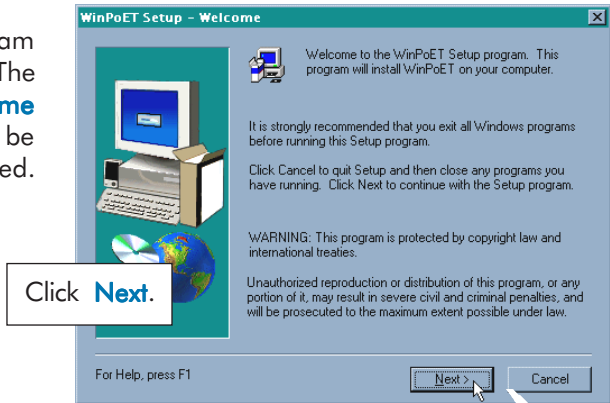 am
The
me
be
ed.
WinPoET Setup - Welcome
Welcome to the WinPoET Setup program. This
program will install WinPoET on your computer.
It is strongly recommended that you exit all Windows programs
before running this Setup program.
Click Cancel to quit Setup and then close any programs you
have running. Click Next to continue with the Setup program.
WARNING: This program is protected by copyright law and
international treaties.
Unauthorized reproduction or distribution of this program, or any
portion of it, may result in severe civil and criminal penalties, and
will be prosecuted to the maximum extent possible under law.
Click Next.
For Help, press F1
Next >
Cancel